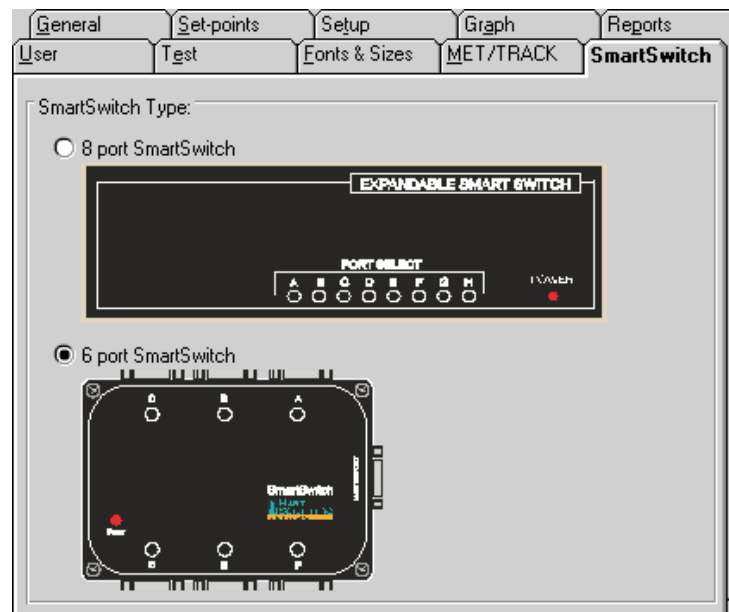 General Set-points Setup Graph Reports
User Test Fonts & Sizes MET/TRACK SmartSwitch
SmartSwitch Type:
8 port SmartSwitch
EXPANDABLE SMART SWITCH
PORT SELECT
A B C D E F G H
POWER
6 port SmartSwitch
B A
SmartSwitch
HART